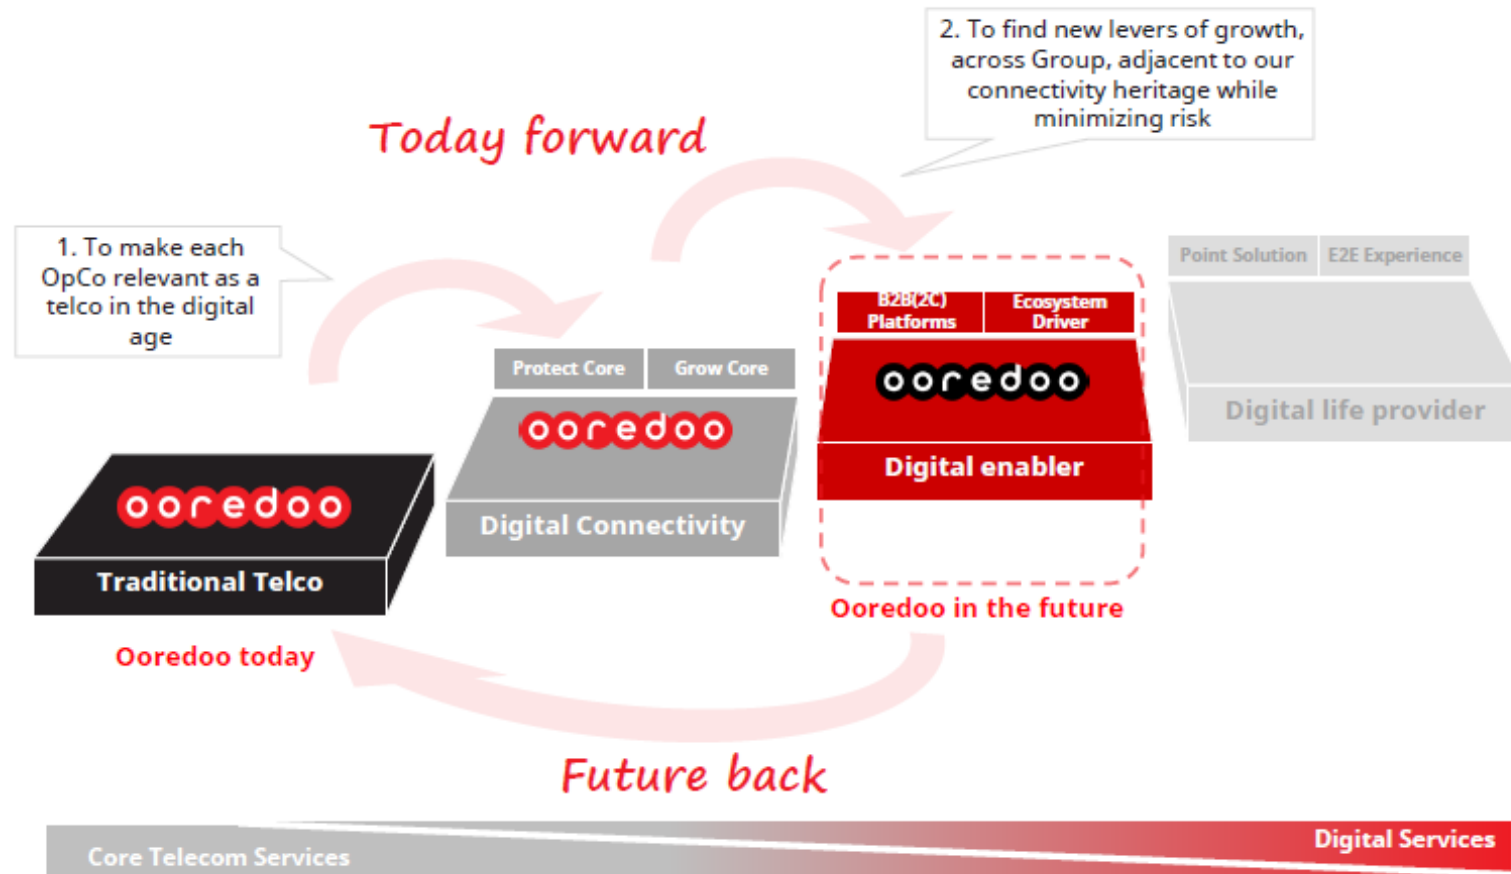 2. To find new levers of growth,
across Group, adjacent to our
connectivity heritage while
minimizing risk
Today forward
1. To make each
OpCo relevant as a
telco in the digital
age
Point Solution
E2E Experience
B2B(2C)
Platforms
Ecosystem
Driver
Protect Core
Grow Core
ooredoo
Digital life provider
ooredoo
Digital enabler
ooredoo
Digital Connectivity
Traditional Telco
Ooredoo in the future
Ooredoo today
Future back
Digital Services
Core Telecom Services